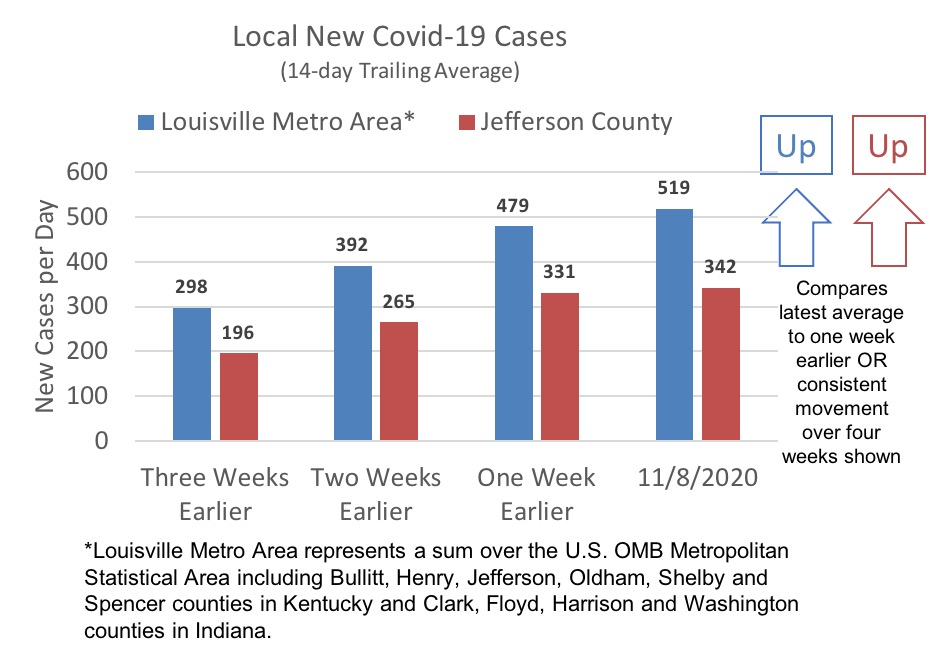 Local New Covid-19 Cases
(14-day Trailing Average)
Louisville Metro Area*
Jefferson County
Up
Up
New Cases per Day
600
500
400
300
200
100
0
298
196
392
265
479
331
519
342
Three Weeks
Earlier
Two Weeks
Earlier
One Week
Earlier
11/8/2020
Compares
latest average
to one week
earlier OR
consistent
movement
over four
weeks shown
*Louisville Metro Area represents a sum over the U.S. OMB Metropolitan
Statistical Area including Bullitt, Henry, Jefferson, Oldham, Shelby and
Spencer counties in Kentucky and Clark, Floyd, Harrison and Washington
counties in Indiana.